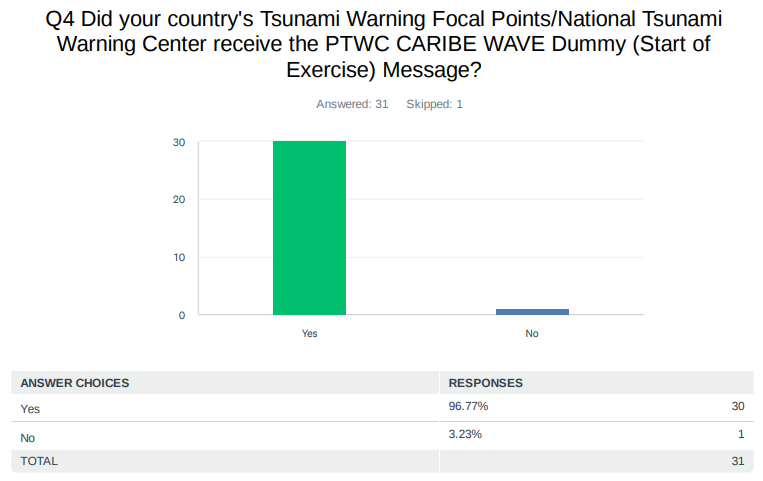 Q4 Did your country's Tsunami Warning Focal Points/National Tsunami
Warning Center receive the PTWC CARIBE WAVE Dummy (Start of
Exercise) Message?
Answered: 31 Skipped: 1
30
20
10
0
Yes
No
ANSWER CHOICES RESPONSES
Yes 96.77% 30
No 3.23% 1
TOTAL 31